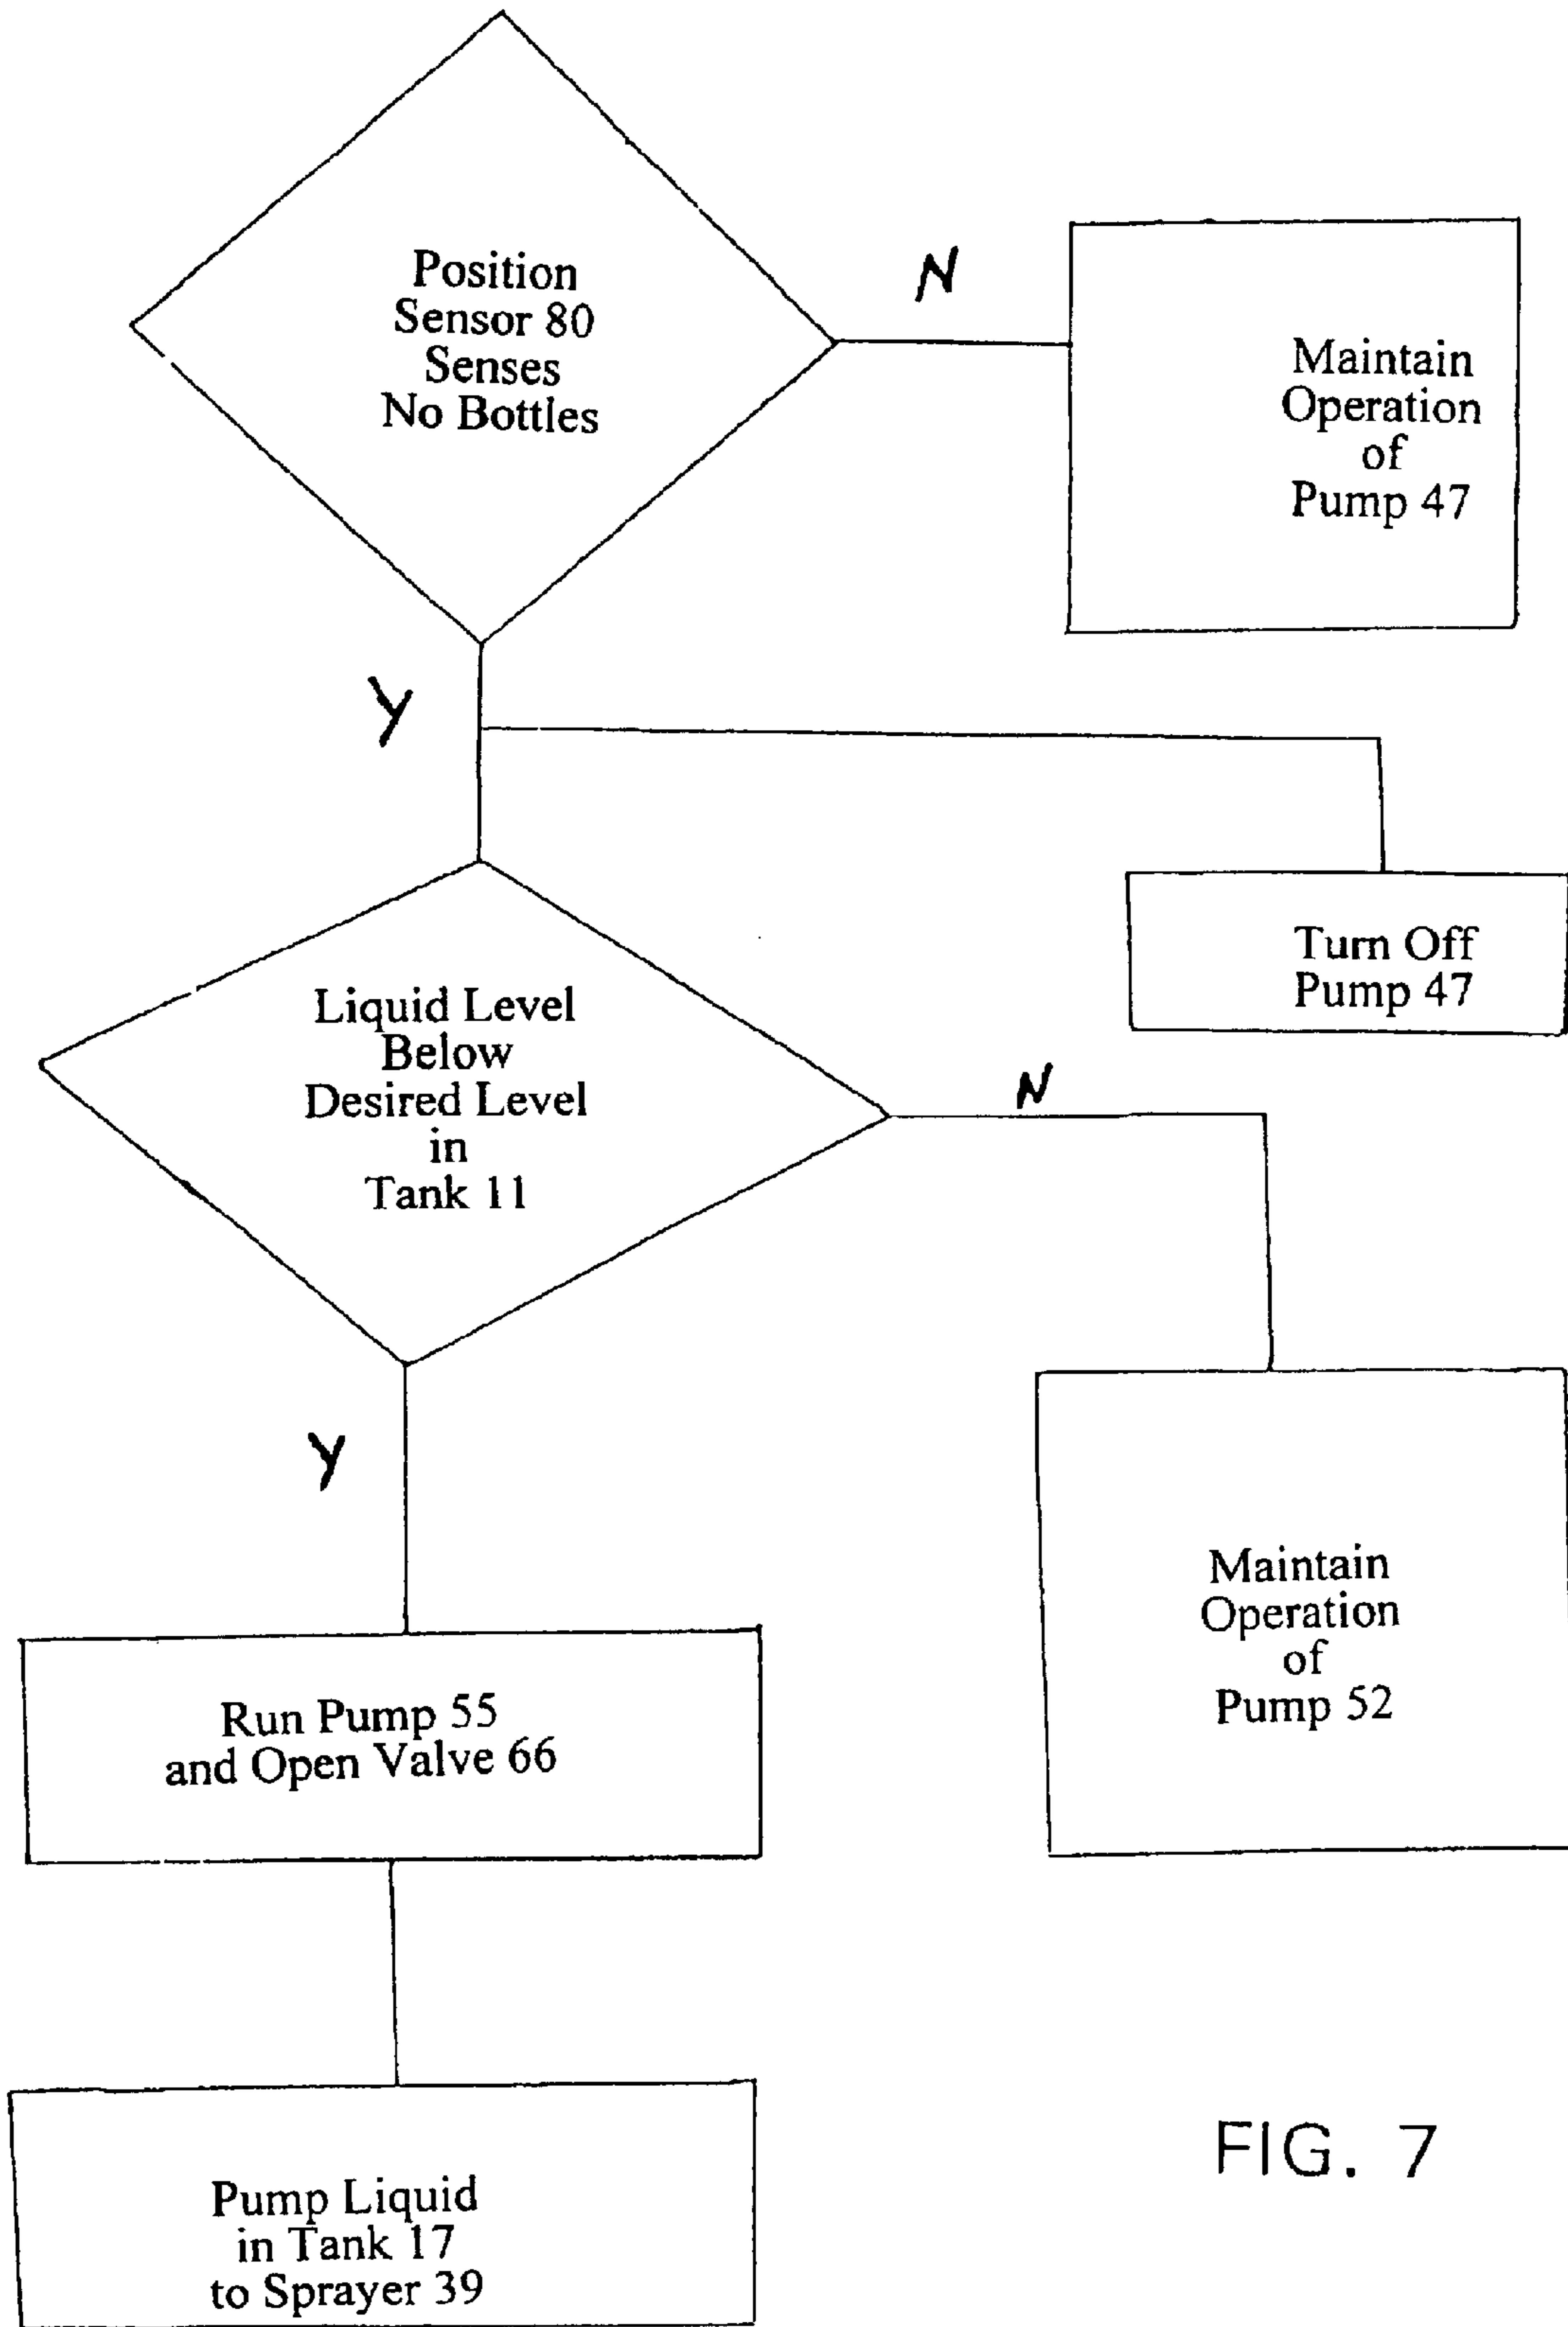 Position
Sensor 80
Senses
No Bottles
N
Maintain
Operation
of
Pump 47
Y
Turn Off
Pump 47
Liquid Level
Below
Desired Level
in
Tank 11
N
Y
Maintain
Operation
of
Pump 52
Run Pump 55
and Open Valve 66
Pump Liquid
in Tank 17
to Sprayer 39
FIG. 7